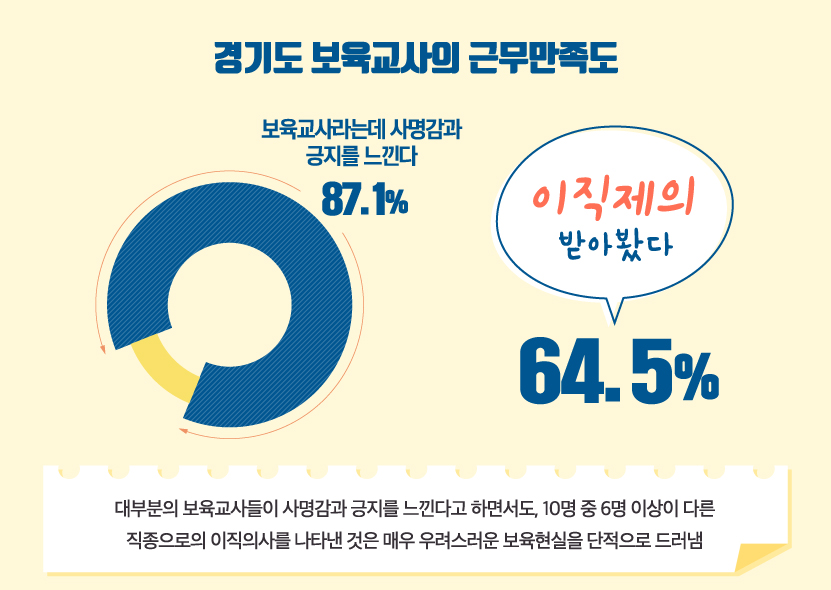 경기도 보육교사의 근무만족도
보육교사라는데 사명감과
긍지를 느낀다
87.1%
이직제의
받아봤다
64.5%
대부분의 보육교사들이 사명감과 긍지를 느낀다고 하면서도, 10명 중 6명 이상이 다른
직종으로의 이직의사를 나타낸 것은 매우 우려스러운 보육현실을 단적으로 드러냄